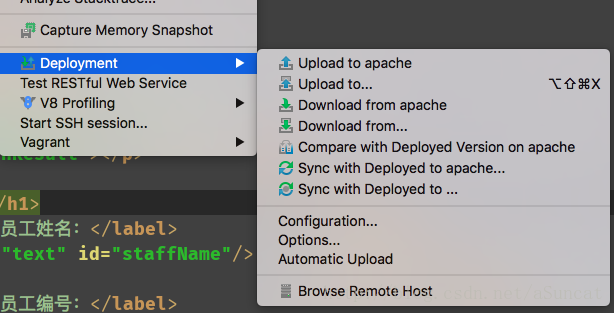 Analyze Stacktrace...
Capture Memory Snapshot
Deployment
Test RESTful Web Service
V8 Profiling
Start SSH session...
Vagrant
Upload to apache
Upload to... ⌥⇧⌘X
Download from apache
Download from...
Compare with Deployed Version on apache
Sync with Deployed to apache...
Sync with Deployed to ...
Configuration...
Options...
Automatic Upload
Browse Remote Host
></p>
/h1>
员工姓名：</label>
"text" id="staffName"/>
员工编号：</label>